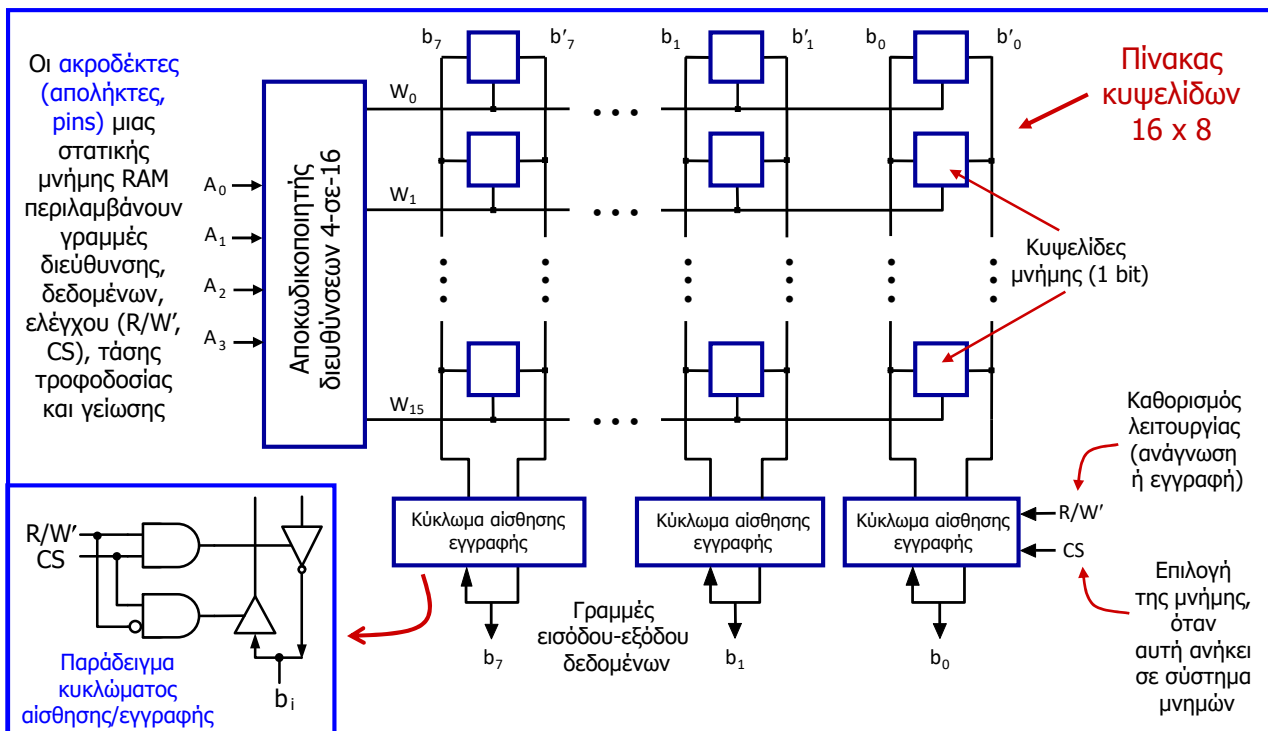 Οι ακροδέκτες
(απολήκτες,
pins) μιας
στατικής
μνήμης RAM
περιλαμβάνουν
γραμμές
διεύθυνσης,
δεδομένων,
ελέγχου (R/W’,
CS), τάσης
τροφοδοσίας
και γείωσης
A0
A1
A2
A3
Αποκωδικοποιητής
διευθύνσεων 4-σε-16
b7 b’7 b1 b’1 b0 b’0
W0
W1
W15
Πίνακας
κυψελίδων
16 x 8
Κυψελίδες
μνήμης (1 bit)
Καθορισμός
λειτουργίας
(ανάγνωση
ή εγγραφή)
Κύκλωμα αίσθησης
εγγραφής
Κύκλωμα αίσθησης
εγγραφής
Κύκλωμα αίσθησης
εγγραφής
R/W’
CS
Επιλογή
της μνήμης,
όταν
αυτή ανήκει
σε σύστημα
μνημών
Γραμμές
εισόδου-εξόδου
δεδομένων
b7
b1
b0
R/W’
CS
bi
Παράδειγμα
κυκλώματος
αίσθησης/εγγραφής